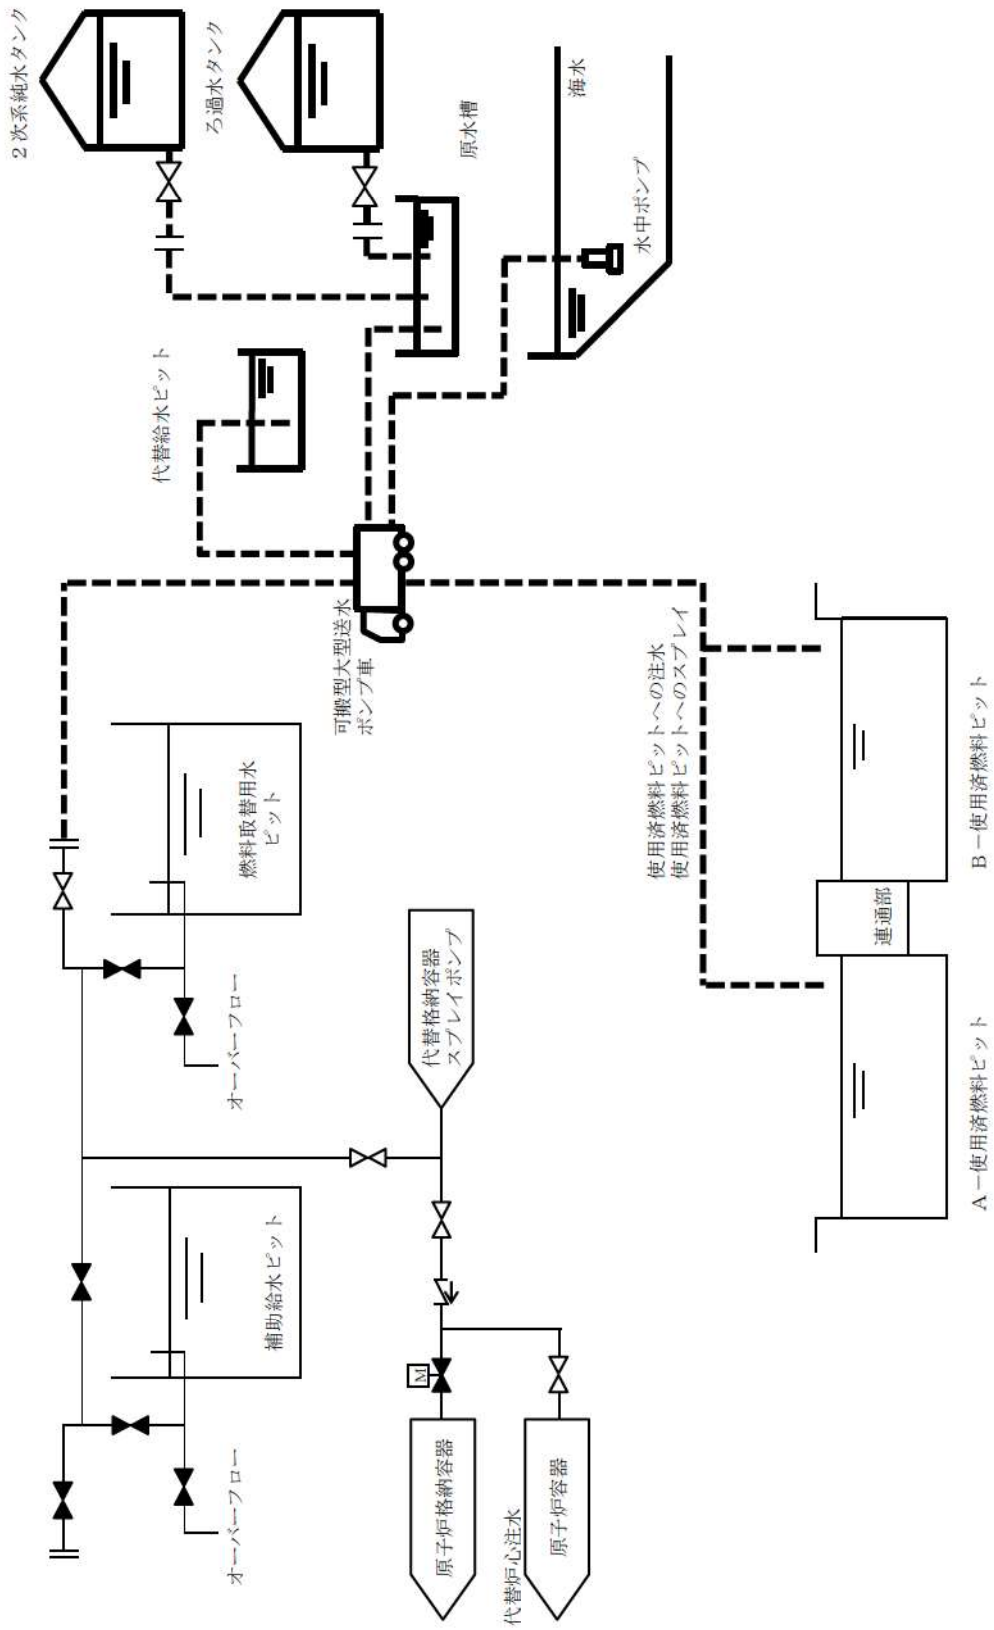 2次系純水タンク
ろ過水タンク
原水槽
海水
水中ポンプ
代替給水ピット
可搬型大型送水
ポンプ車
燃料取替用水
ピット
オーバーフロー
使用済燃料ピットへの注水
使用済燃料ピットへのスプレイ
代替格納容器
スプレイポンプ
補助給水ピット
オーバーフロー
M
原子炉格納容器
代替炉心注水
原子炉容器
連通部
A－使用済燃料ピット
B－使用済燃料ピット